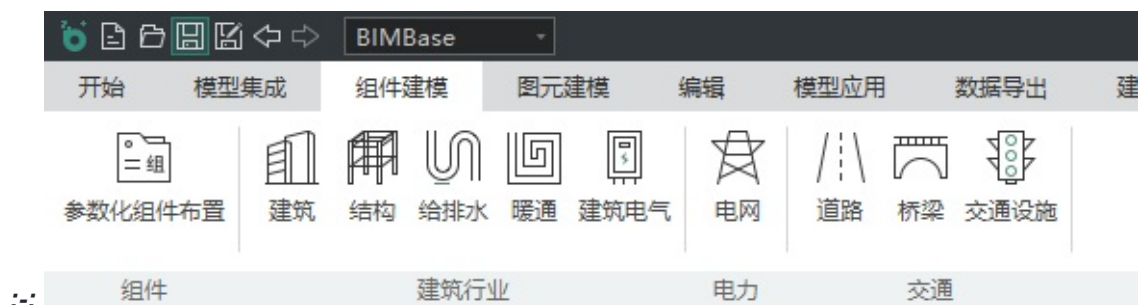 BIMBase
开始 模型集成 组件建模 图元建模 编辑 模型应用 数据导出 建
组
参数化组件布置 建筑 结构 给排水 暖通 建筑电气 电网 道路 桥梁 交通设施
组件 建筑行业 电力 交通